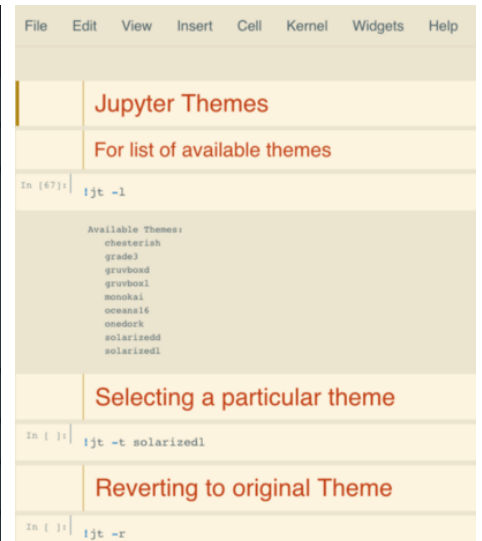 File Edit View Insert Cell Kernel Widgets Help
Jupyter Themes
For list of available themes
In [67]: !jt -l
Available Themes:
chesterish
grade3
gruvboxd
gruvboxl
monokai
oceans16
onedork
solarizedd
solarizedl
Selecting a particular theme
In [ ]: !jt -t solarizedl
Reverting to original Theme
In [ ]: !jt -r